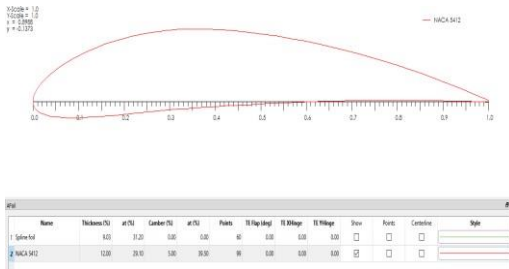 X-Scale = 1.0
Y-Scale = 1.0
x = 0.8988
y = -0.1373
NACA 5412
0.0 0.1 0.2 0.3 0.4 0.5 0.6 0.7 0.8 0.9 1.0
Name Thickness (%) at (%) Camber (%) at (%) Points TE Flap (deg) TE XHinge TE YHinge Show Points Centerline Style
1 Spline foil 9.03 31.20 0.00 0.00 60 0.00 0.00 0.00
2 NACA 5412 12.00 29.10 5.00 39.50 99 0.00 0.00 0.00